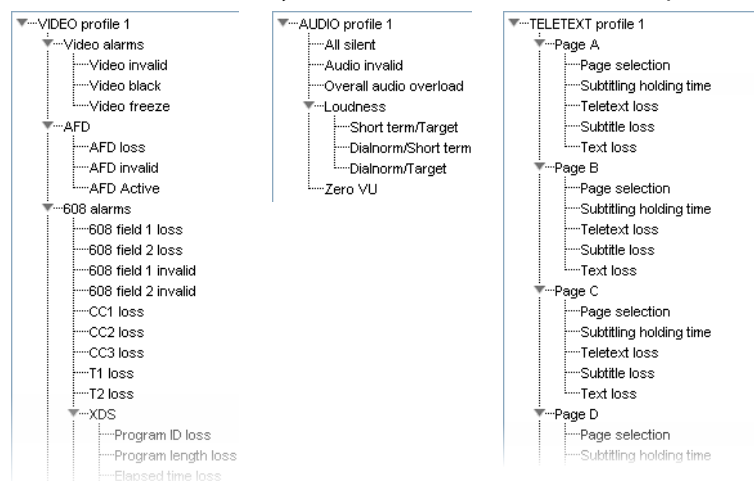 VIDEO profile 1
Video alarms
Video invalid
Video black
Video freeze
AFD
AFD loss
AFD invalid
AFD Active
608 alarms
608 field 1 loss
608 field 2 loss
608 field 1 invalid
608 field 2 invalid
CC1 loss
CC2 loss
CC3 loss
T1 loss
T2 loss
XDS
Program ID loss
Program length loss
Elapsed time loss
AUDIO profile 1
All silent
Audio invalid
Overall audio overload
Loudness
Short term/Target
Dialnorm/Short term
Dialnorm/Target
Zero VU
TELETEXT profile 1
Page A
Page selection
Subtitling holding time
Teletext loss
Subtitle loss
Text loss
Page B
Page selection
Subtitling holding time
Teletext loss
Subtitle loss
Text loss
Page C
Page selection
Subtitling holding time
Teletext loss
Subtitle loss
Text loss
Page D
Page selection
Subtitling holding time